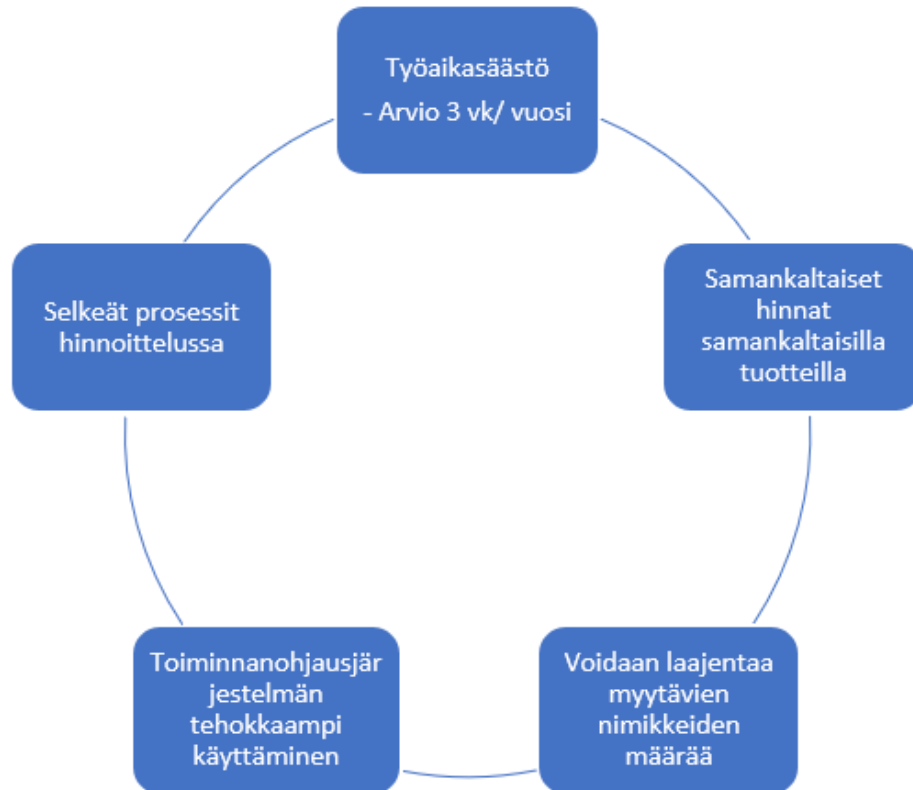 Työaikasäästö
- Arvio 3 vk/ vuosi
Samankaltaiset
hinnat
samankaltaisilla
tuotteilla
Voidaan laajentaa
myytävien
nimikkeiden
määrää
Toiminnanohjausjär
jestelmän
tehokkaampi
käyttäminen
Selkeät prosessit
hinnoittelussa